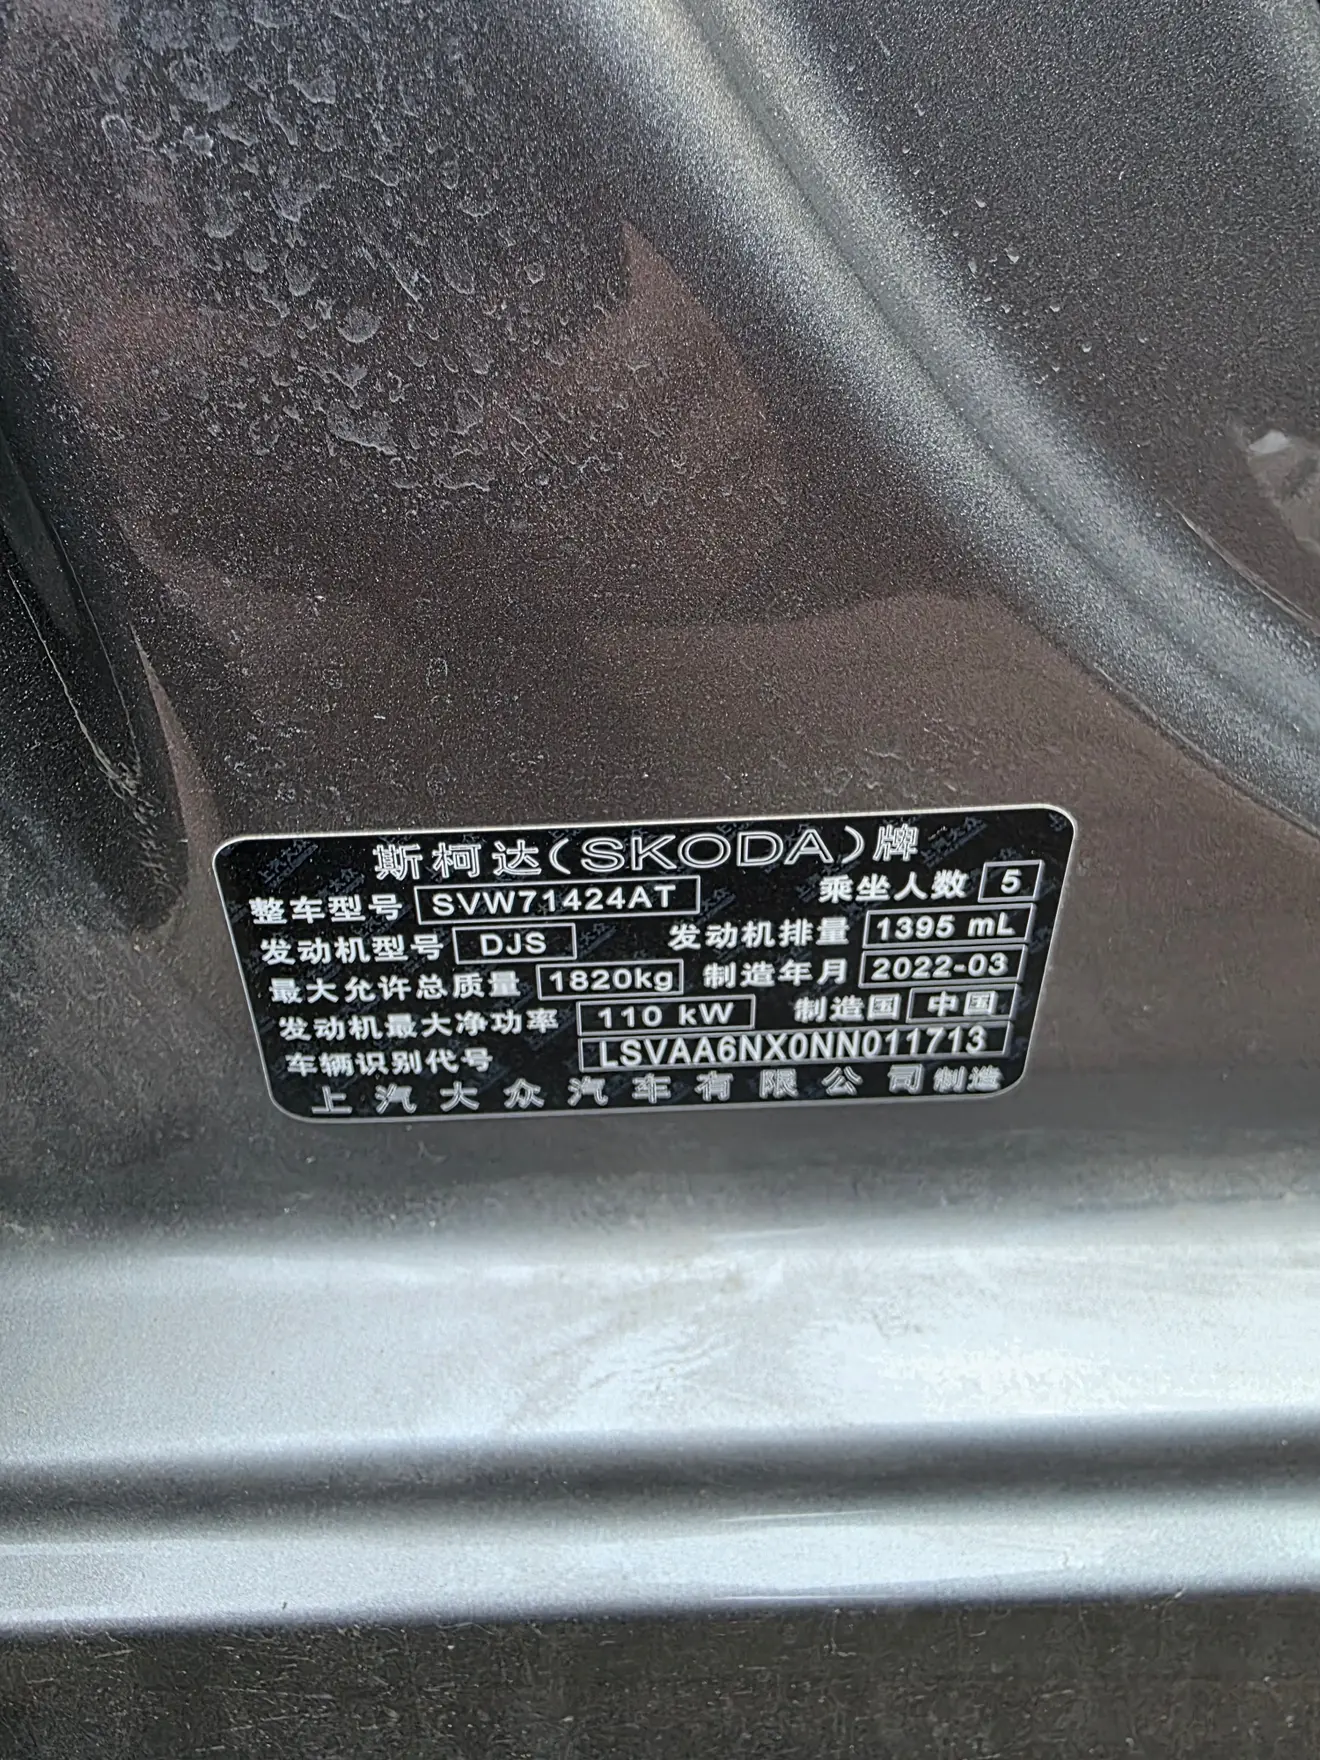 斯柯达(SKODA)牌
整车型号 SVW71424AT 乘坐人数 5
发动机型号 DJS 发动机排量 1395 mL
最大允许总质量 1820kg 制造年月 2022-03
发动机最大净功率 110 kW 制造国 中国
车辆识别代号 LSVAA6NX0NN011713
上汽大众汽车有限公司制造